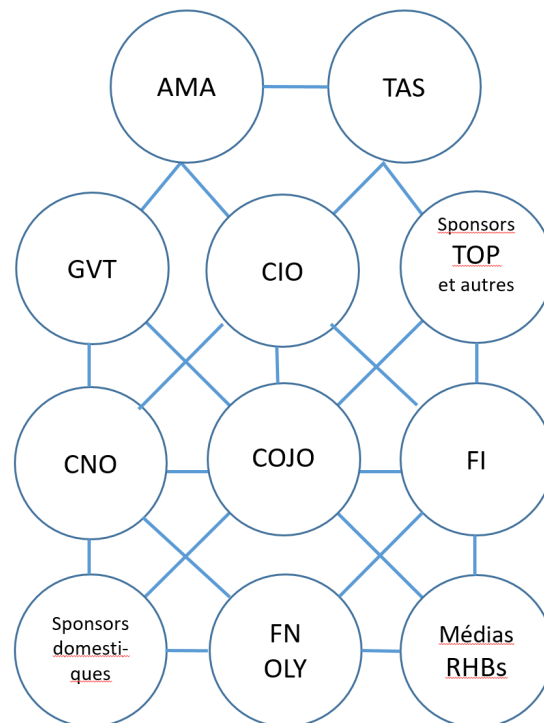 AMA
TAS
GVT
CIO
Sponsors
TOP
et autres
CNO
COJO
FI
Sponsors
domesti-
ques
FN
OLY
Médias
RHBs